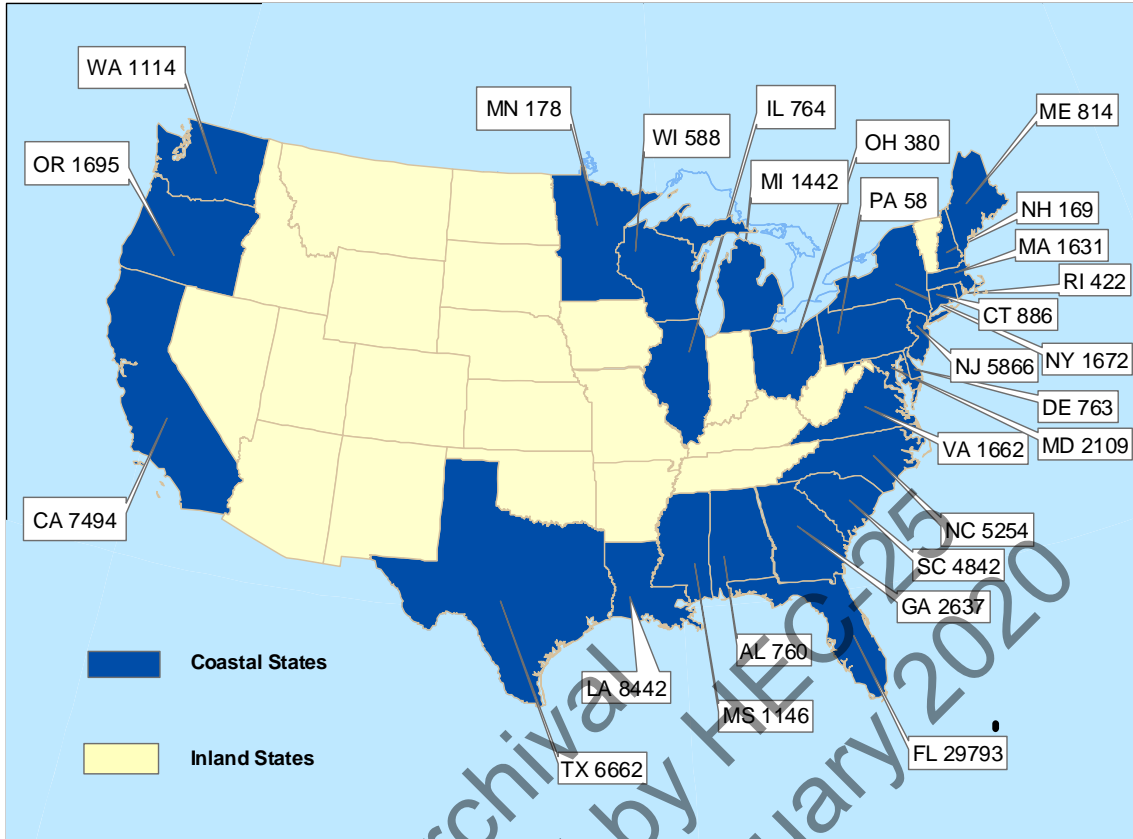 WA 1114
MN 178
IL 764
ME 814
WI 588
OH 380
OR 1695
MI 1442
PA 58
NH 169
MA 1631
RI 422
CT 886
NY 1672
NJ 5866
DE 763
MD 2109
VA 1662
CA 7494
NC 5254
SC 4842
GA 2637
AL 760
Coastal States
LA 8442
MS 1146
FL 29793
Inland States
TX 6662
by HEC-25
2020